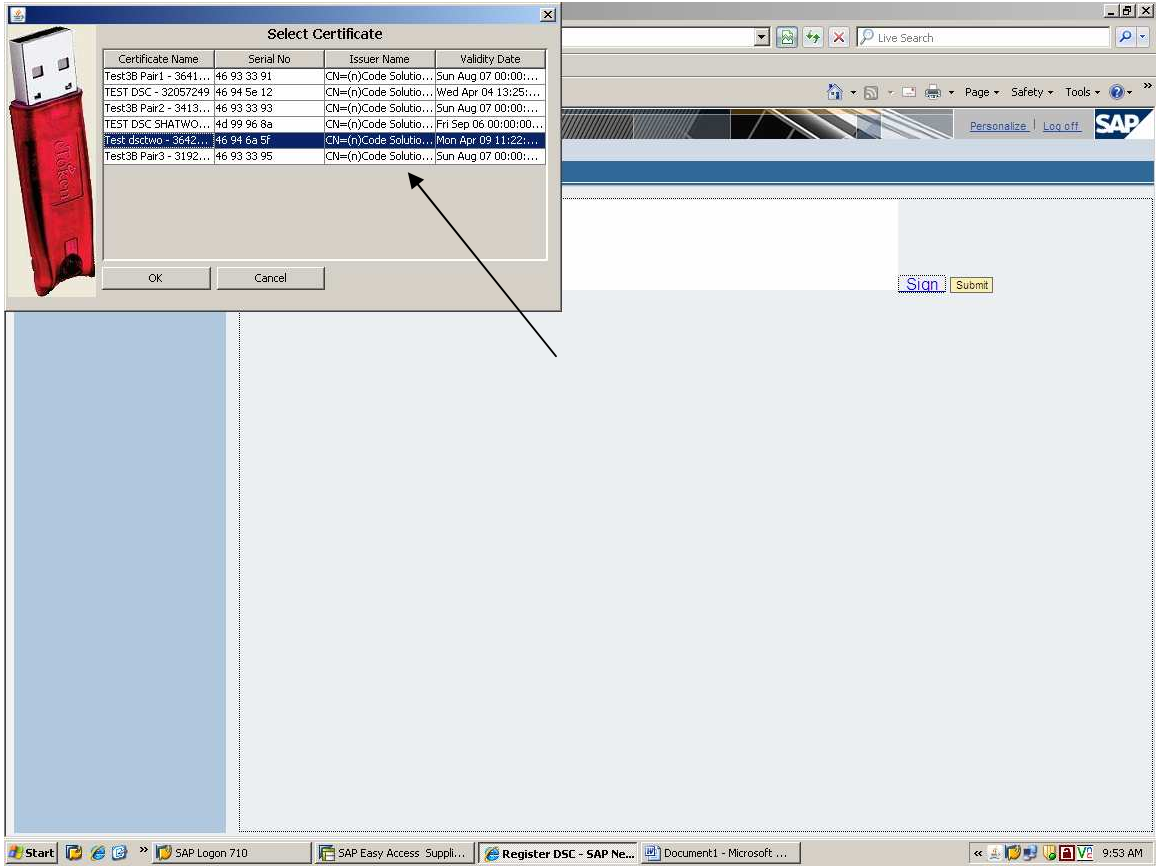 Select Certificate
Certificate Name Serial No Issuer Name Validity Date
Test3B Pair1 - 3641... 46 93 33 91 CN=(n)Code Solutio... Sun Aug 07 00:00:...
TEST DSC - 32057249 46 94 5e 12 CN=(n)Code Solutio... Wed Apr 04 13:25:...
Test3B Pair2 - 3413... 46 93 33 93 CN=(n)Code Solutio... Sun Aug 07 00:00:...
TEST DSC SHATWO... 4d 99 96 8a CN=(n)Code Solutio... Fri Sep 06 00:00:00...
Test dsctwo - 3642... 46 94 6a 5f CN=(n)Code Solutio... Mon Apr 09 11:22:...
Test3B Pair3 - 3192... 46 93 33 95 CN=(n)Code Solutio... Sun Aug 07 00:00:...
OK Cancel
Live Search
Page Safety Tools
Personalize Log off SAP
Sign Submit
Start SAP Logon 710 SAP Easy Access Suppli... Register DSC - SAP Ne... Document1 - Microsoft ... 9:53 AM